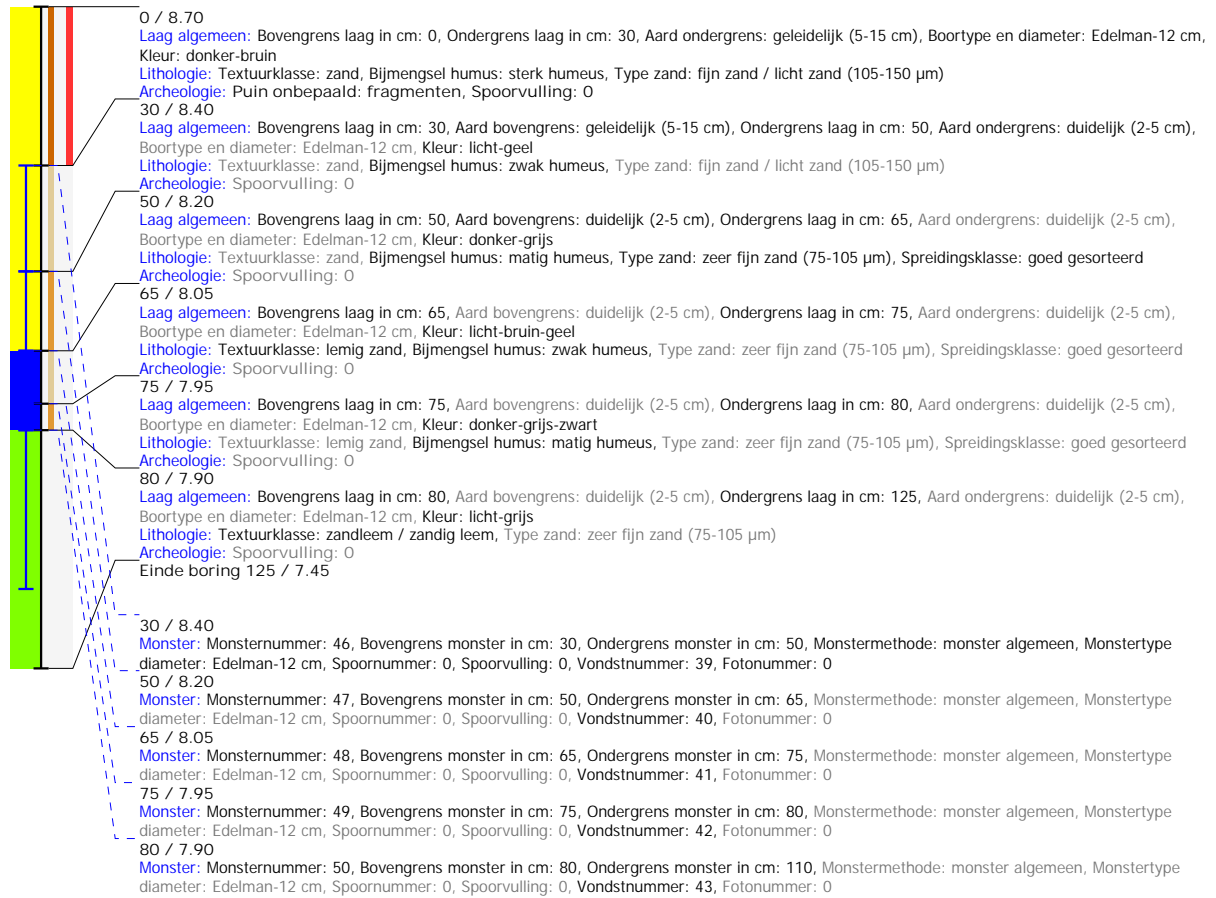 0 / 8.70
Laag algemeen: Bovengrens laag in cm: 0, Ondergrens laag in cm: 30, Aard ondergrens: geleidelijk (5-15 cm), Boortype en diameter: Edelman-12 cm,
Kleur: donker-bruin
Lithologie: Textuurklasse: zand, Bijmengsel humus: sterk humeus, Type zand: fijn zand / licht zand (105-150 µm)
Archeologie: Puin onbepaald: fragmenten, Spoorvulling: 0
30 / 8.40
Laag algemeen: Bovengrens laag in cm: 30, Aard bovengrens: geleidelijk (5-15 cm), Ondergrens laag in cm: 50, Aard ondergrens: duidelijk (2-5 cm),
Boortype en diameter: Edelman-12 cm, Kleur: licht-geel
Lithologie: Textuurklasse: zand, Bijmengsel humus: zwak humeus, Type zand: fijn zand / licht zand (105-150 µm)
Archeologie: Spoorvulling: 0
50 / 8.20
Laag algemeen: Bovengrens laag in cm: 50, Aard bovengrens: duidelijk (2-5 cm), Ondergrens laag in cm: 65, Aard ondergrens: duidelijk (2-5 cm),
Boortype en diameter: Edelman-12 cm, Kleur: donker-grijs
Lithologie: Textuurklasse: zand, Bijmengsel humus: matig humeus, Type zand: zeer fijn zand (75-105 µm), Spreidingsklasse: goed gesorteerd
Archeologie: Spoorvulling: 0
65 / 8.05
Laag algemeen: Bovengrens laag in cm: 65, Aard bovengrens: duidelijk (2-5 cm), Ondergrens laag in cm: 75, Aard ondergrens: duidelijk (2-5 cm),
Boortype en diameter: Edelman-12 cm, Kleur: licht-bruin-geel
Lithologie: Textuurklasse: lemig zand, Bijmengsel humus: zwak humeus, Type zand: zeer fijn zand (75-105 µm), Spreidingsklasse: goed gesorteerd
Archeologie: Spoorvulling: 0
75 / 7.95
Laag algemeen: Bovengrens laag in cm: 75, Aard bovengrens: duidelijk (2-5 cm), Ondergrens laag in cm: 80, Aard ondergrens: duidelijk (2-5 cm),
Boortype en diameter: Edelman-12 cm, Kleur: donker-grijs-zwart
Lithologie: Textuurklasse: lemig zand, Bijmengsel humus: matig humeus, Type zand: zeer fijn zand (75-105 µm), Spreidingsklasse: goed gesorteerd
Archeologie: Spoorvulling: 0
80 / 7.90
Laag algemeen: Bovengrens laag in cm: 80, Aard bovengrens: duidelijk (2-5 cm), Ondergrens laag in cm: 125, Aard ondergrens: duidelijk (2-5 cm),
Boortype en diameter: Edelman-12 cm, Kleur: licht-grijs
Lithologie: Textuurklasse: zandleem / zandig leem, Type zand: zeer fijn zand (75-105 µm)
Archeologie: Spoorvulling: 0
Einde boring 125 / 7.45
30 / 8.40
Monster: Monsternummer: 46, Bovengrens monster in cm: 30, Ondergrens monster in cm: 50, Monstermethode: monster algemeen, Monstertype
diameter: Edelman-12 cm, Spoornummer: 0, Spoorvulling: 0, Vondstnummer: 39, Fotonummer: 0
50 / 8.20
Monster: Monsternummer: 47, Bovengrens monster in cm: 50, Ondergrens monster in cm: 65, Monstermethode: monster algemeen, Monstertype
diameter: Edelman-12 cm, Spoornummer: 0, Spoorvulling: 0, Vondstnummer: 40, Fotonummer: 0
65 / 8.05
Monster: Monsternummer: 48, Bovengrens monster in cm: 65, Ondergrens monster in cm: 75, Monstermethode: monster algemeen, Monstertype
diameter: Edelman-12 cm, Spoornummer: 0, Spoorvulling: 0, Vondstnummer: 41, Fotonummer: 0
75 / 7.95
Monster: Monsternummer: 49, Bovengrens monster in cm: 75, Ondergrens monster in cm: 80, Monstermethode: monster algemeen, Monstertype
diameter: Edelman-12 cm, Spoornummer: 0, Spoorvulling: 0, Vondstnummer: 42, Fotonummer: 0
80 / 7.90
Monster: Monsternummer: 50, Bovengrens monster in cm: 80, Ondergrens monster in cm: 110, Monstermethode: monster algemeen, Monstertype
diameter: Edelman-12 cm, Spoornummer: 0, Spoorvulling: 0, Vondstnummer: 43, Fotonummer: 0